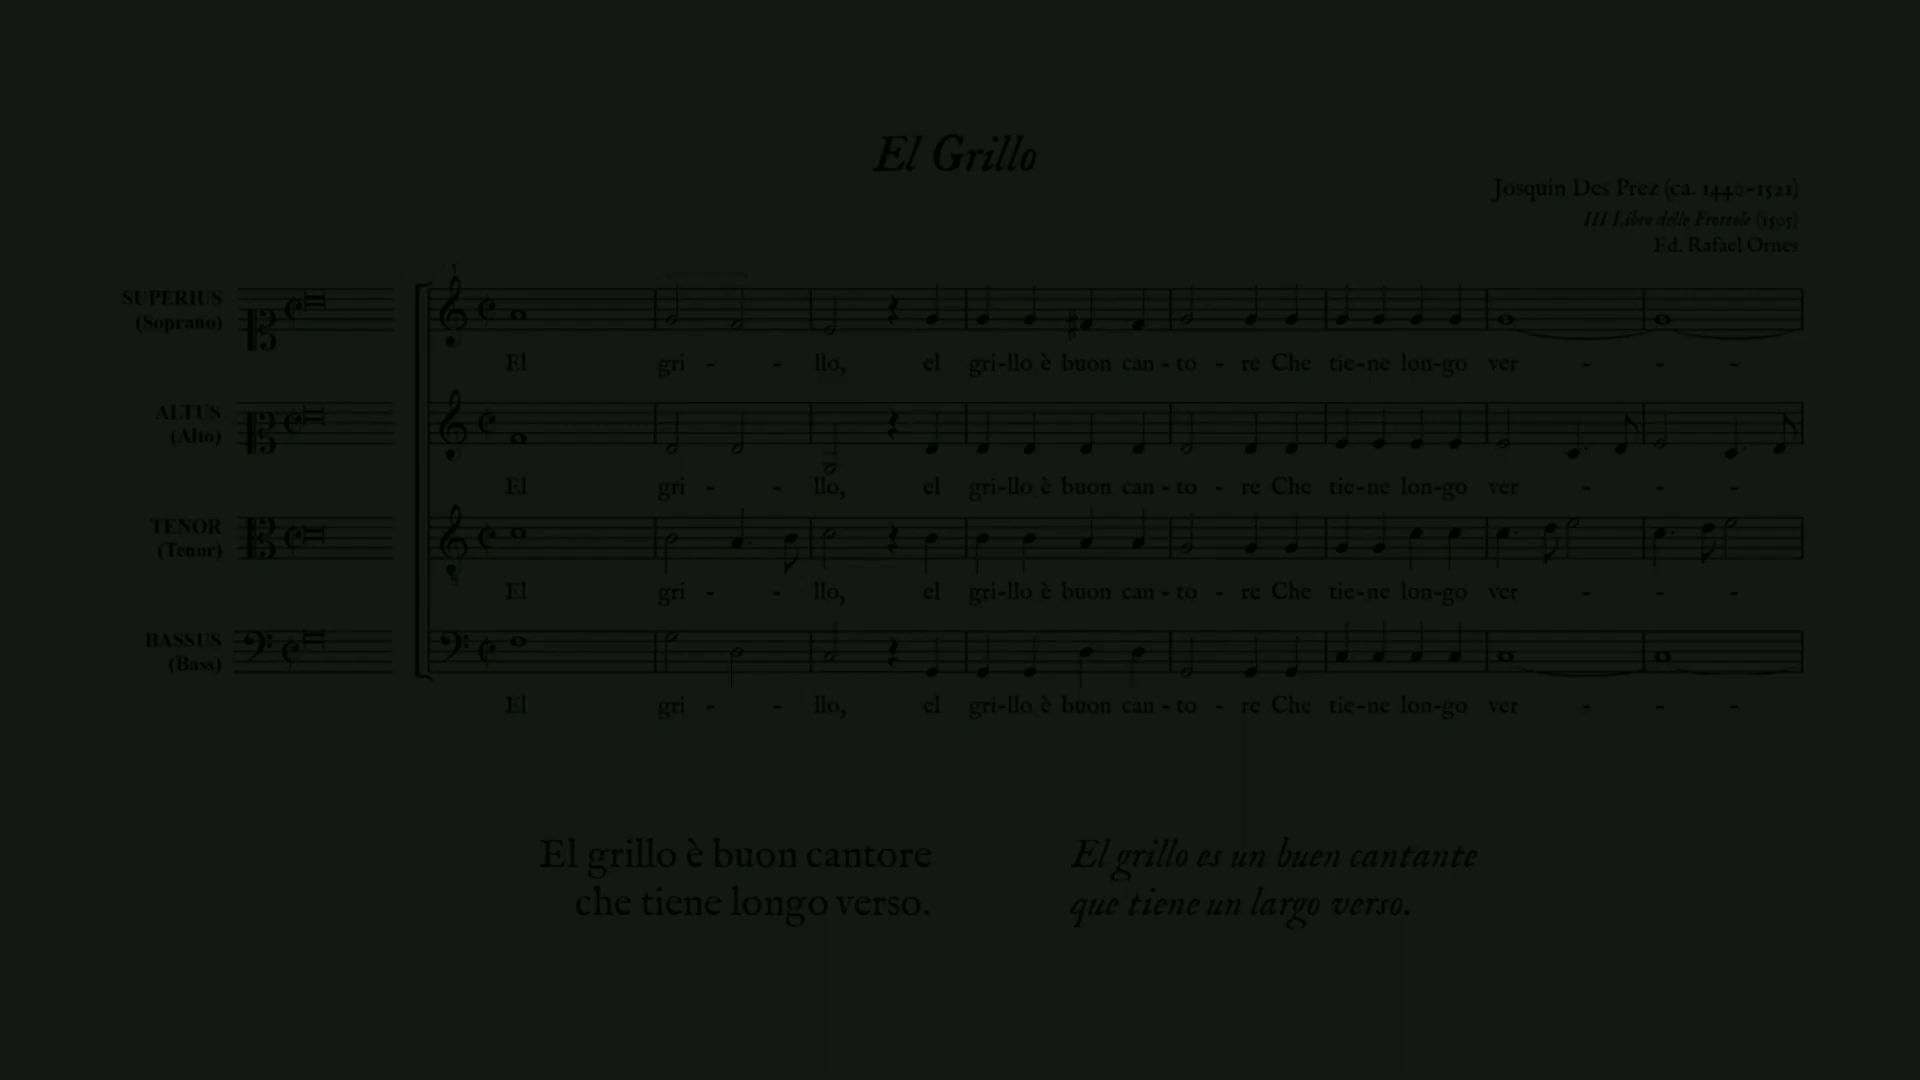 El Grillo
Josquin Des Prez (ca. 1440-1521)
III Libro delle Frottole (1505)
Ed. Rafael Ornes
SUPERIUS
(Soprano)
El gri - - llo, el gri-llo è buon can - to - re Che tie-ne lon-go ver - - -
ALTUS
(Alto)
El gri - - llo, el gri-llo è buon can - to - re Che tie-ne lon-go ver - - -
TENOR
(Tenor)
8
El gri - - llo, el gri-llo è buon can - to - re Che tie-ne lon-go ver - - -
BASSUS
(Bass)
El gri - - llo, el gri-llo è buon can - to - re Che tie-ne lon-go ver - - -
El grillo è buon cantore
che tiene longo verso.
El grillo es un buen cantante
que tiene un largo verso.